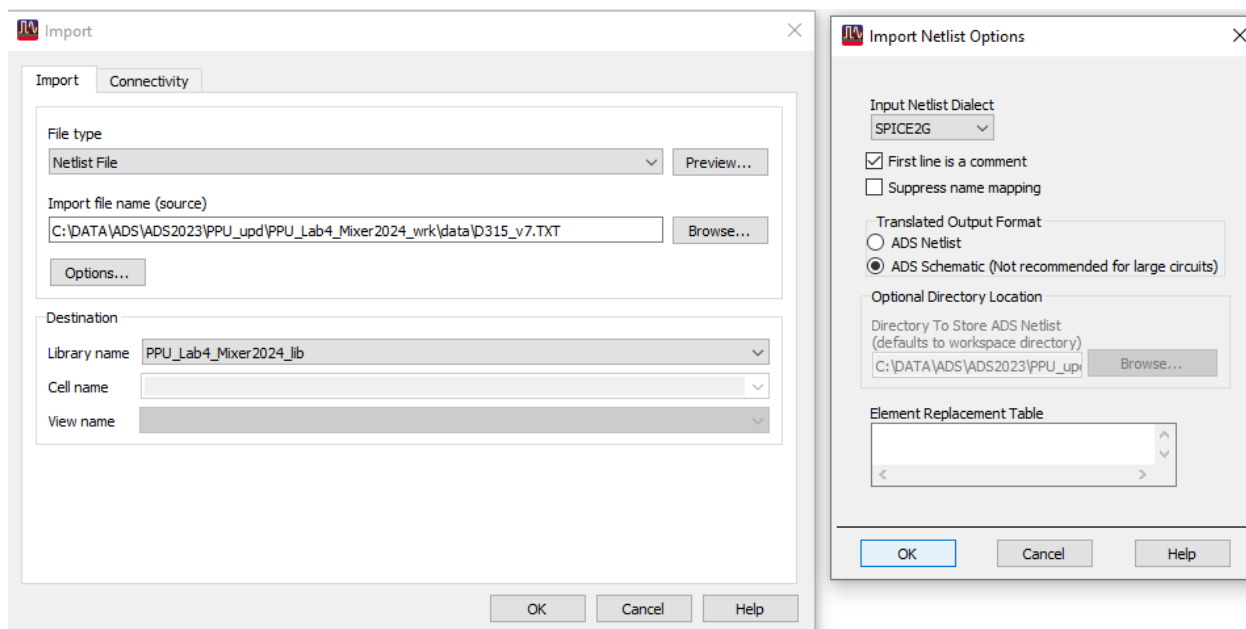 Import
Import
Connectivity
File type
Netlist File
Preview...
Import file name (source)
C:\DATA\ADS\ADS2023\PPU_upd\PPU_Lab4_Mixer2024_wrk\data\D315_v7.TXT
Browse...
Options...
Destination
Library name
PPU_Lab4_Mixer2024_lib
Cell name
View name
OK
Cancel
Help
Import Netlist Options
Input Netlist Dialect
SPICE2G
First line is a comment
Suppress name mapping
Translated Output Format
ADS Netlist
ADS Schematic (Not recommended for large circuits)
Optional Directory Location
Directory To Store ADS Netlist
(defaults to workspace directory)
C:\DATA\ADS\ADS2023\PPU_up
Browse...
Element Replacement Table
OK
Cancel
Help